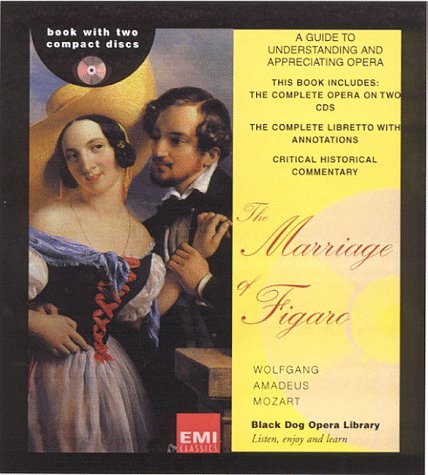 book with two
compact discs
A GUIDE TO
UNDERSTANDING AND
APPRECIATING OPERA
THIS BOOK INCLUDES:
THE COMPLETE OPERA ON TWO
CDS
THE COMPLETE LIBRETTO WITH
ANNOTATIONS
CRITICAL HISTORICAL
COMMENTARY
The
Marriage
of
Figaro
WOLFGANG
AMADEUS
MOZART
EMI
CLASSICS
Black Dog Opera Library
Listen, enjoy and learn